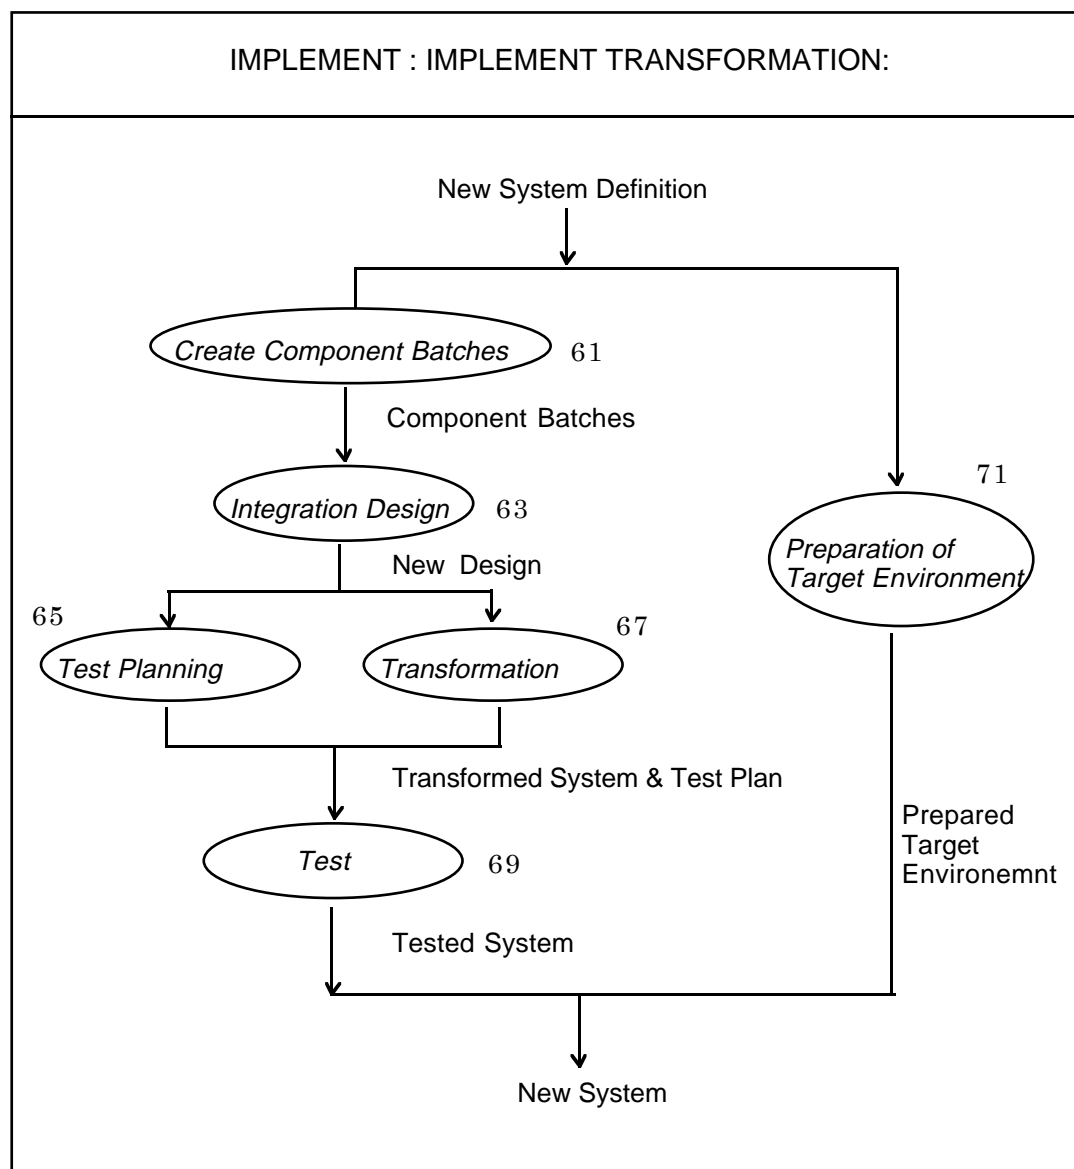 IMPLEMENT : IMPLEMENT TRANSFORMATION:
New System Definition
Create Component Batches
61
Component Batches
71
Integration Design
63
Preparation of
Target Environment
New Design
65
67
Test Planning
Transformation
Transformed System & Test Plan
Prepared
Target
Environemnt
Test
69
Tested System
New System